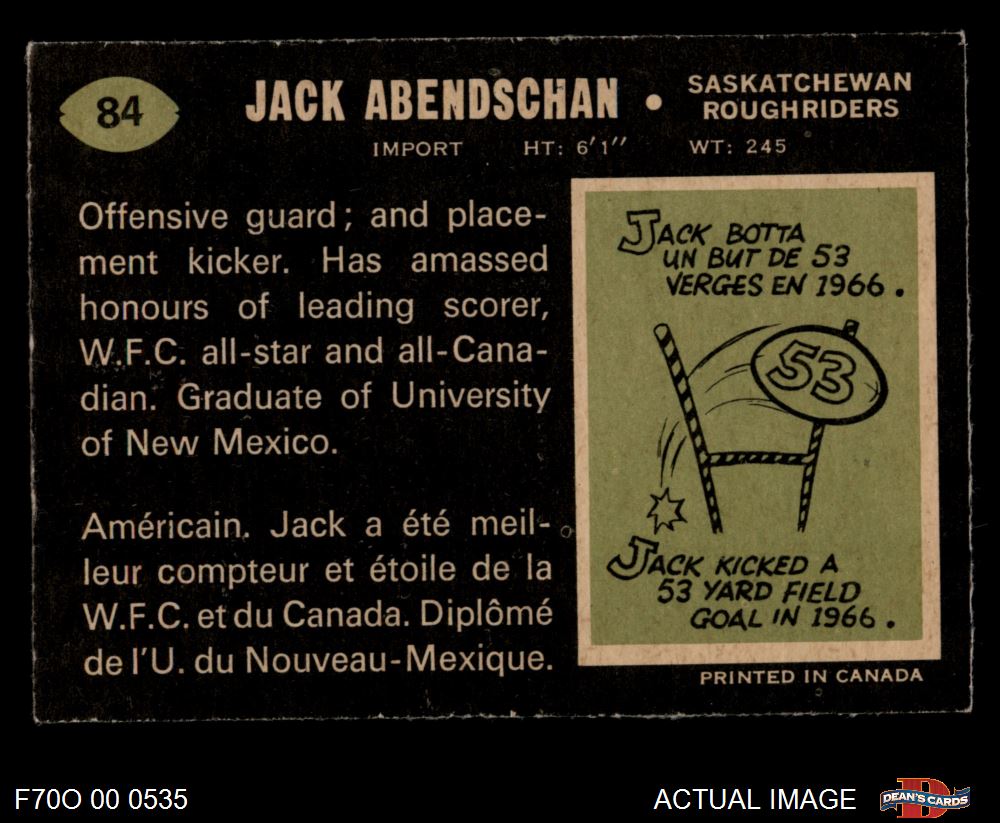 84
JACK ABENDSCHAN • SASKATCHEWAN
ROUGHRIDERS
IMPORT HT: 6'1'' WT: 245
Offensive guard; and place-
ment kicker. Has amassed
honours of leading scorer,
W.F.C. all-star and all-Cana-
dian. Graduate of University
of New Mexico.
Américain. Jack a été meil-
leur compteur et étoile de la
W.F.C. et du Canada. Diplômé
de l'U. du Nouveau-Mexique.
JACK BOTTA
UN BUT DE 53
VERGES EN 1966.
53
JACK KICKED A
53 YARD FIELD
GOAL IN 1966.
PRINTED IN CANADA
F70O 00 0535
ACTUAL IMAGE
D
DEAN'S CARDS